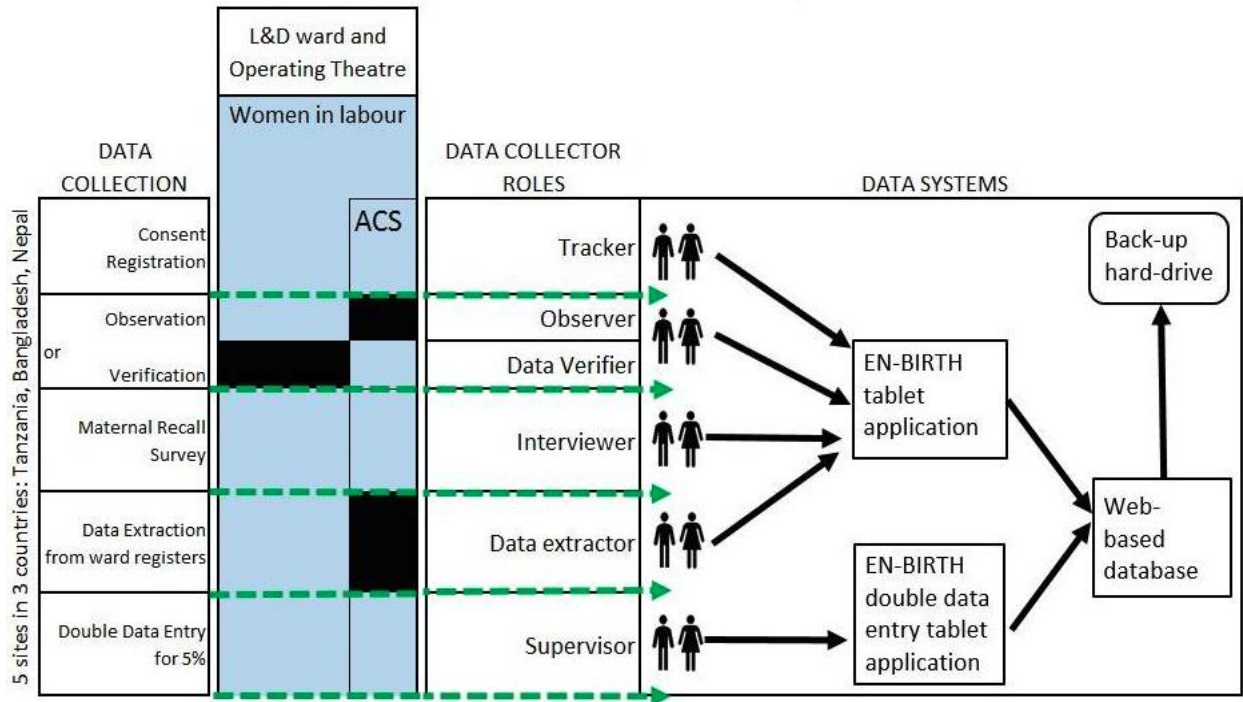 L&D ward and
Operating Theatre
Women in labour
DATA
COLLECTION
DATA COLLECTOR
ROLES
DATA SYSTEMS
5 sites in 3 countries: Tanzania, Bangladesh, Nepal
Consent
Registration
ACS
Tracker
Back-up
hard-drive
Observation
or
Verification
Observer
Data Verifier
EN-BIRTH
tablet
application
Maternal Recall
Survey
Interviewer
Data Extraction
from ward registers
Data extractor
Web-
based
database
EN-BIRTH
double data
entry tablet
application
Double Data Entry
for 5%
Supervisor